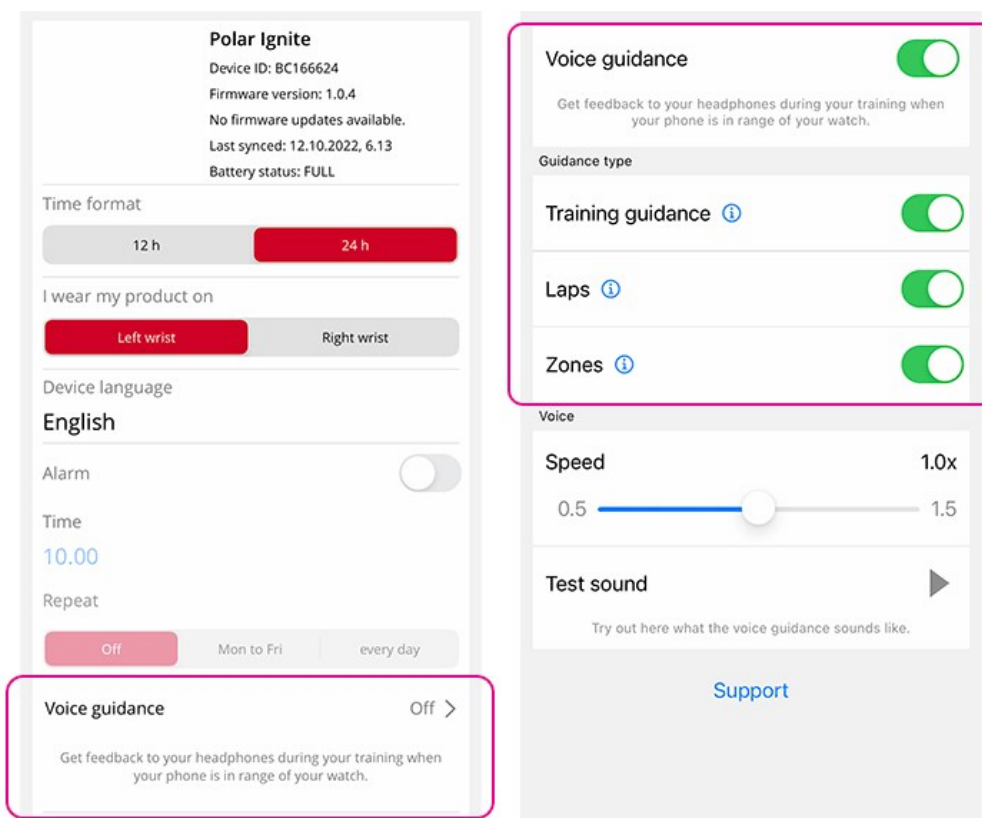 Polar Ignite
Device ID: BC166624
Firmware version: 1.0.4
No firmware updates available.
Last synced: 12.10.2022, 6.13
Battery status: FULL
Time format
12 h
24 h
I wear my product on
Left wrist
Right wrist
Device language
English
Alarm
Time
10.00
Repeat
Off
Mon to Fri
every day
Voice guidance
Off
Get feedback to your headphones during your training when
your phone is in range of your watch.
Voice guidance
Get feedback to your headphones during your training when
your phone is in range of your watch.
Guidance type
Training guidance
Laps
Zones
Voice
Speed
1.0x
0.5
1.5
Test sound
Try out here what the voice guidance sounds like.
Support